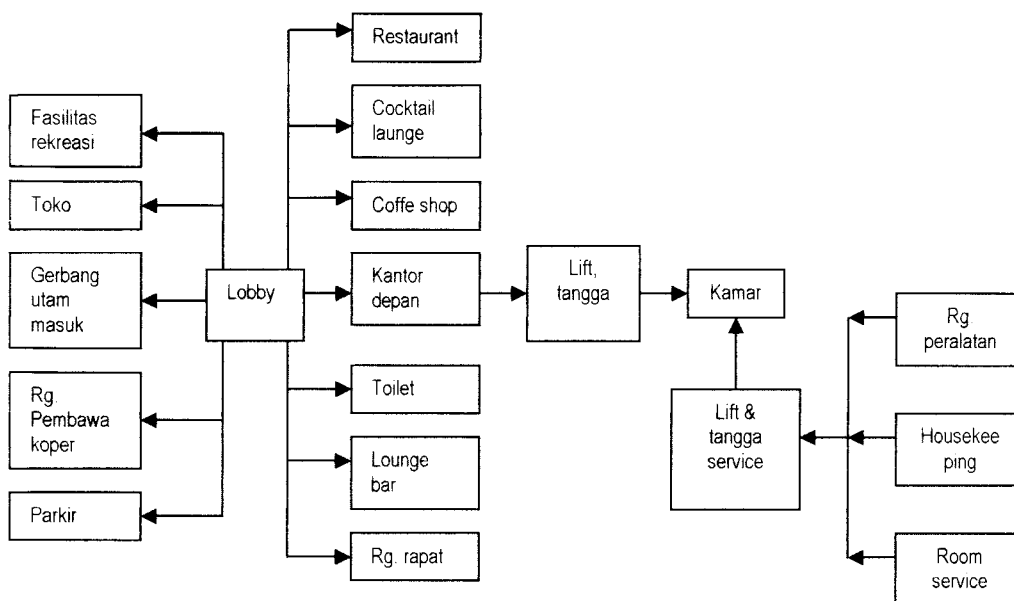 Restaurant
Fasilitas
rekreasi
Cocktail
launge
Toko
Coffe shop
Gerbang
utam
masuk
Lobby
Kantor
depan
Lift,
tangga
Kamar
Rg.
peralatan
Rg.
Pembawa
koper
Toilet
Lift &
tangga
service
Housekee
ping
Lounge
bar
Parkir
Rg. rapat
Room
service